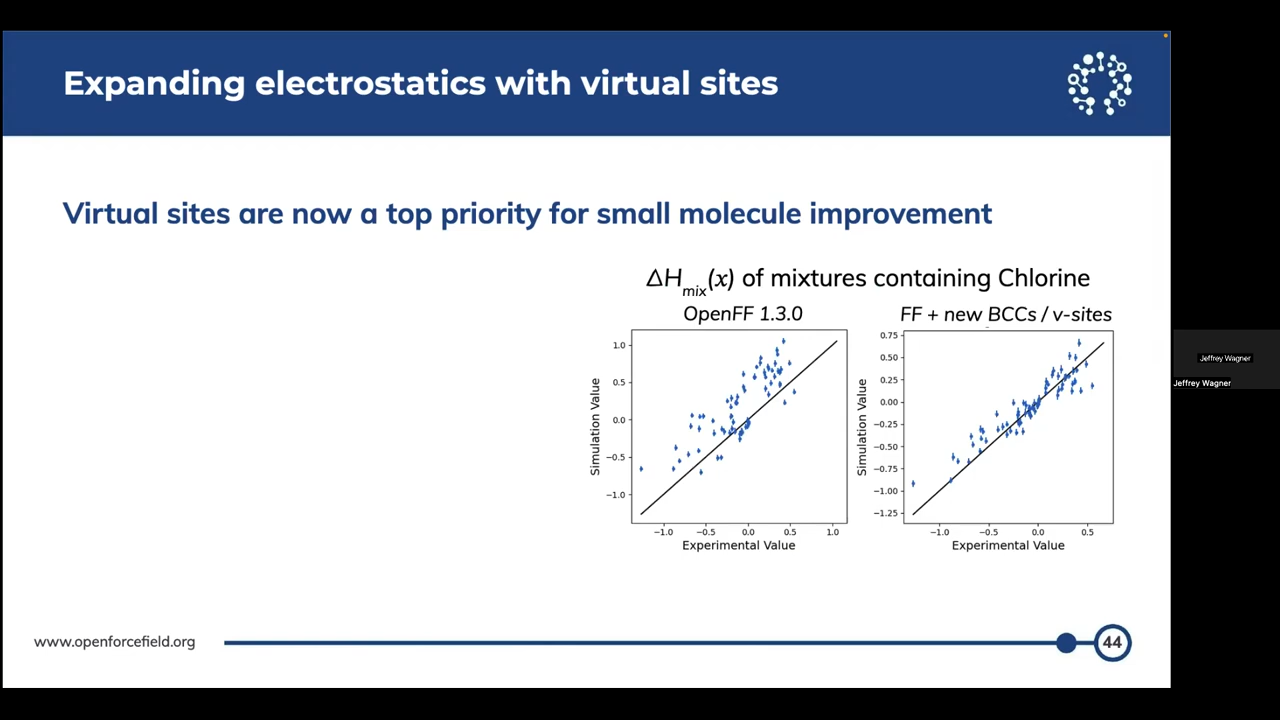 Expanding electrostatics with virtual sites
Virtual sites are now a top priority for small molecule improvement
ΔHmix(x) of mixtures containing Chlorine
OpenFF 1.3.0
FF + new BCCs / v-sites
1.0
0.5
0.0
−0.5
−1.0
Simulation Value
−1.0 −0.5 0.0 0.5 1.0
Experimental Value
0.75
0.50
0.25
0.00
−0.25
−0.50
−0.75
−1.00
−1.25
Simulation Value
−1.0 −0.5 0.0 0.5
Experimental Value
Jeffrey Wagner
Jeffrey Wagner
www.openforcefield.org
44